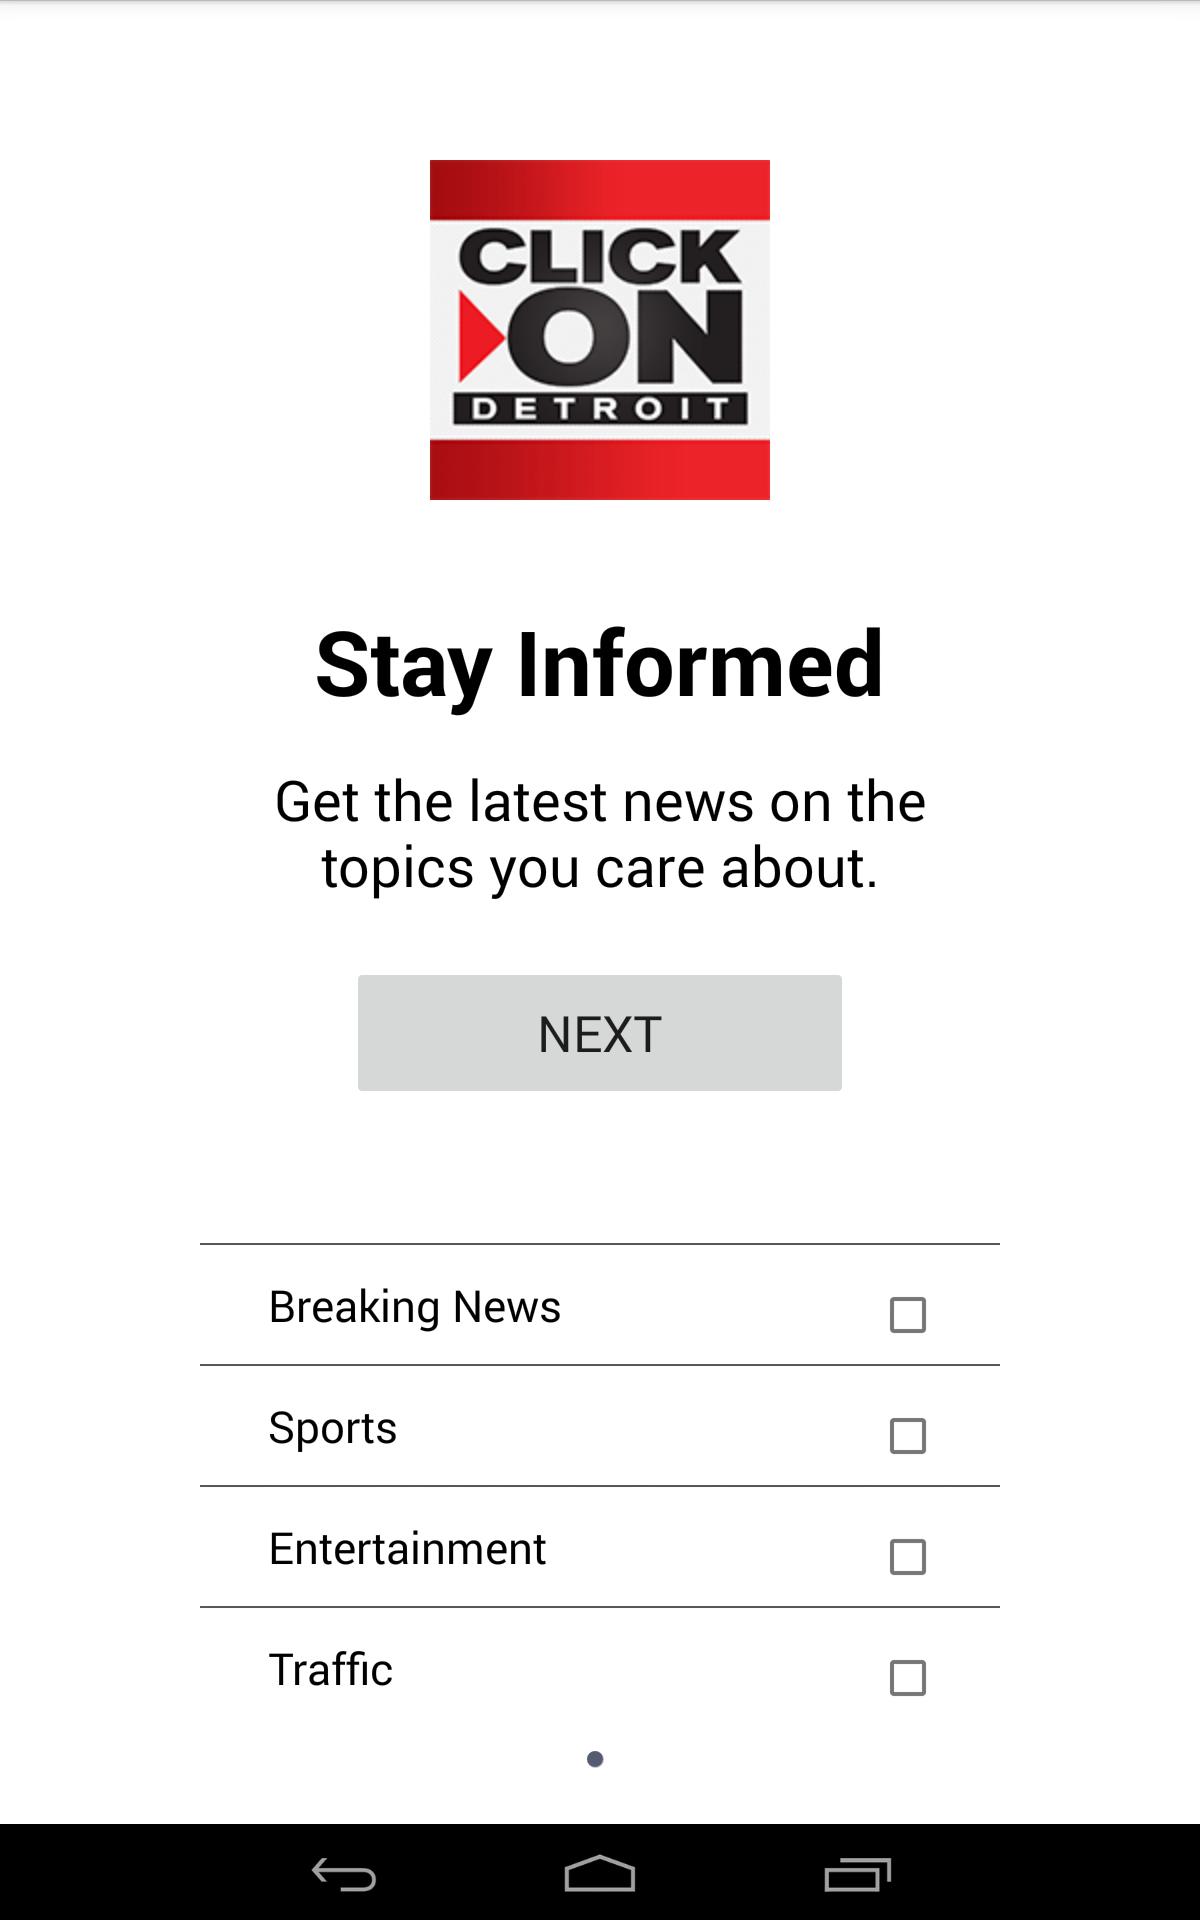 CLICK
ON
DETROIT
Stay Informed
Get the latest news on the
topics you care about.
NEXT
Breaking News
Sports
Entertainment
Traffic